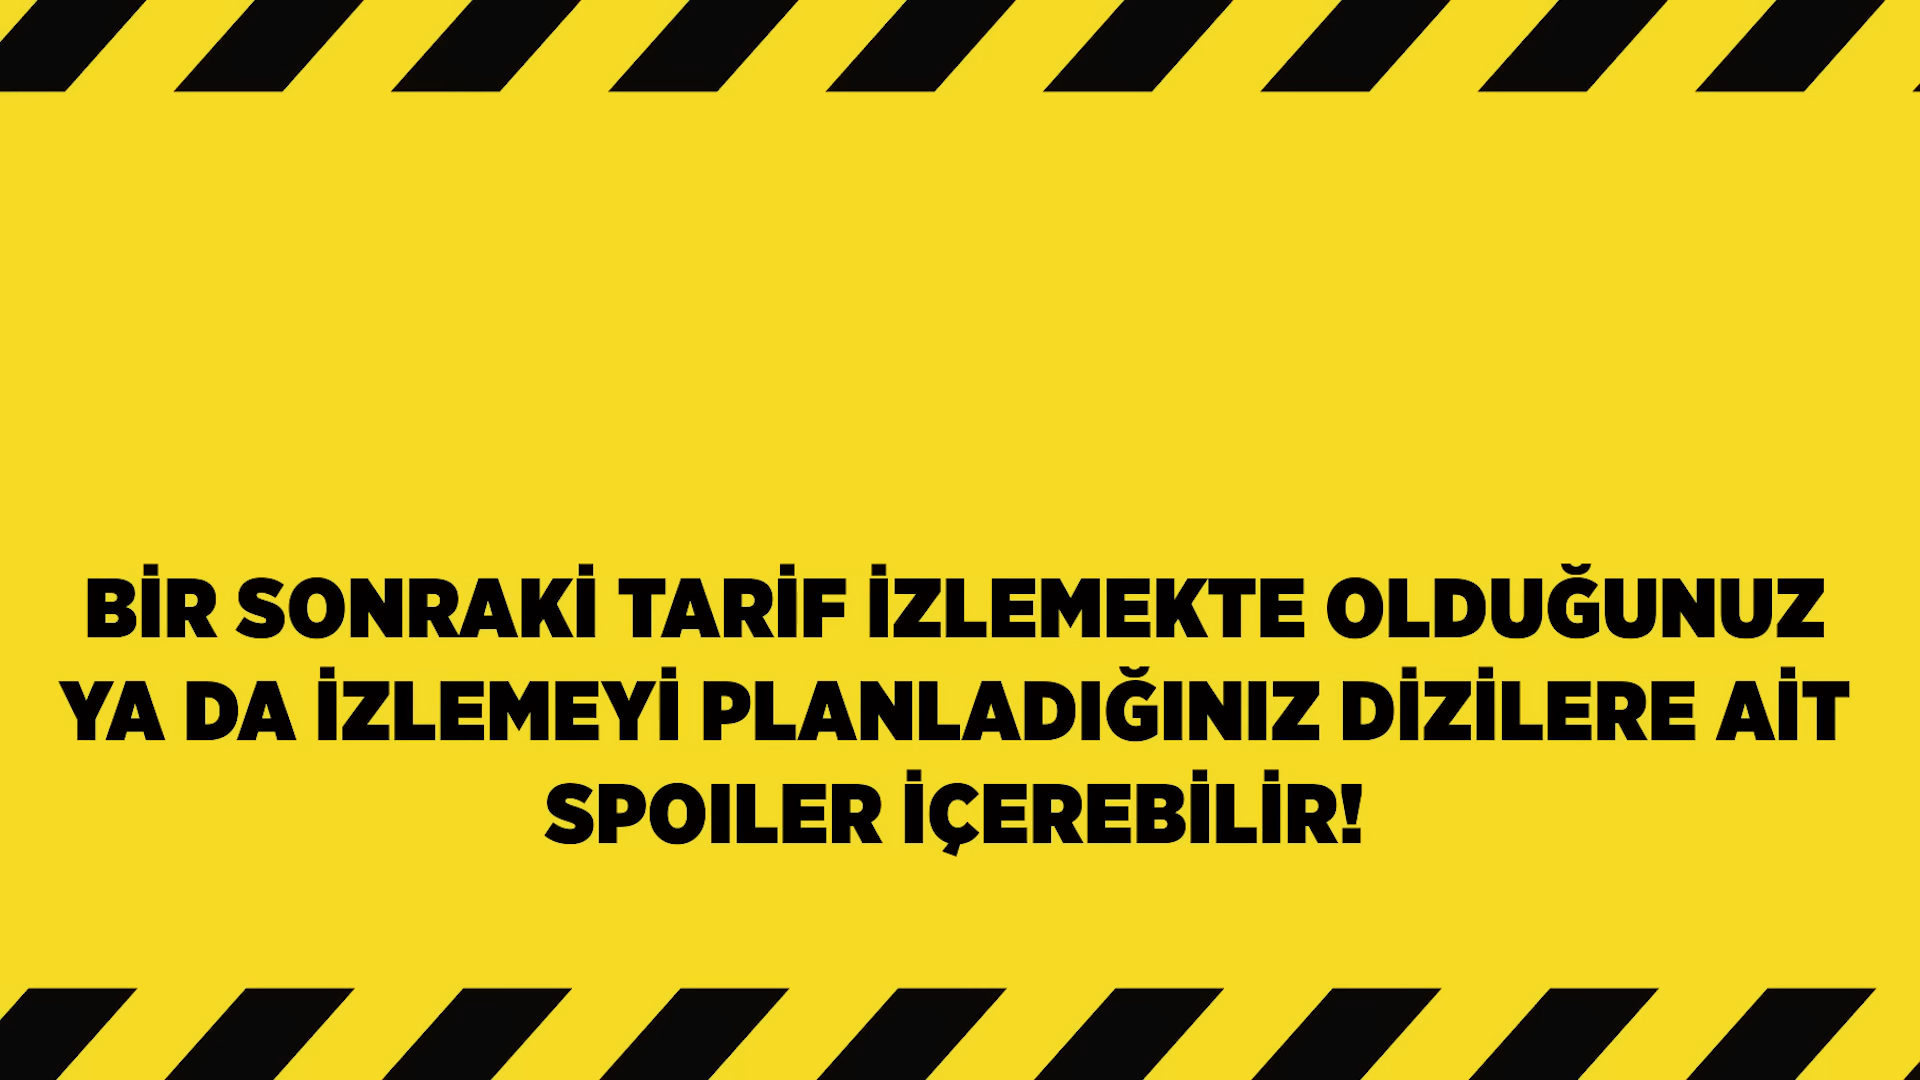 BİR SONRAKİ TARİF İZLEMEKTE OLDUĞUNUZ
YA DA İZLEMEYİ PLANLADIĞINIZ DİZİLERE AİT
SPOILER İÇEREBİLİR!